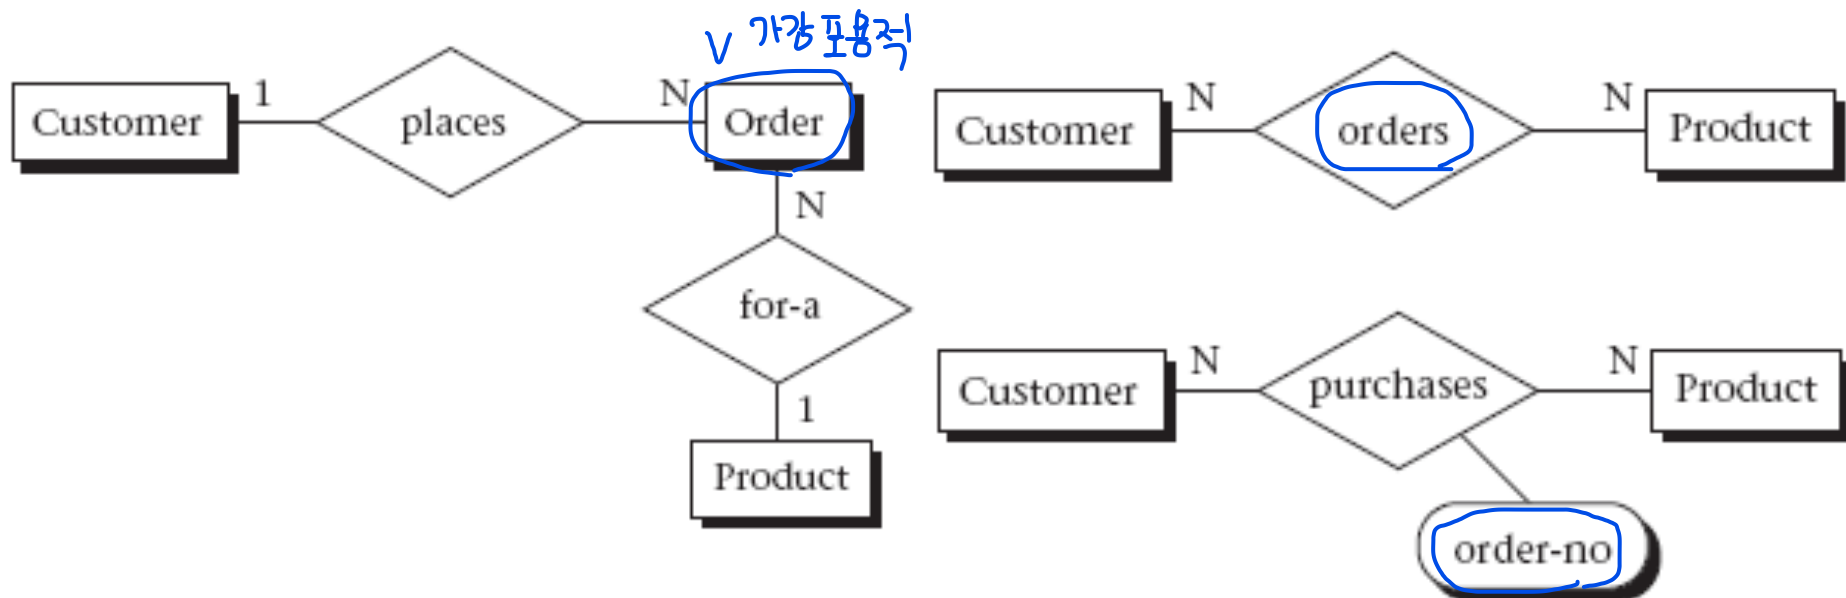 V 가장 포용적
Customer
1
places
N
Order
N
for-a
1
Product
Customer
N
orders
N
Product
Customer
N
purchases
N
Product
order-no